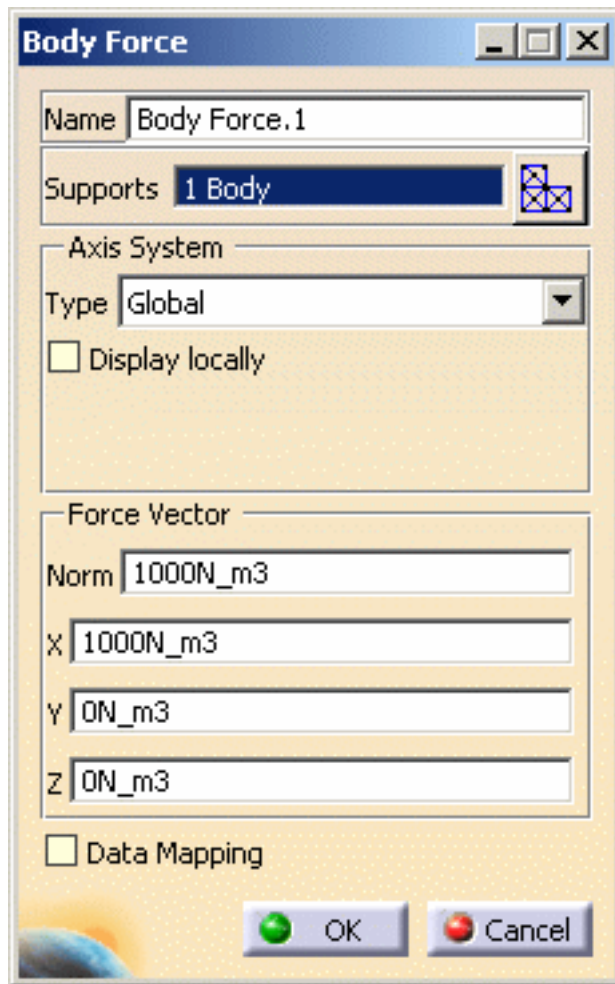 Body Force
Name Body Force.1
Supports 1 Body
Axis System
Type Global
Display locally
Force Vector
Norm 1000N_m3
X 1000N_m3
Y 0N_m3
Z 0N_m3
Data Mapping
OK Cancel